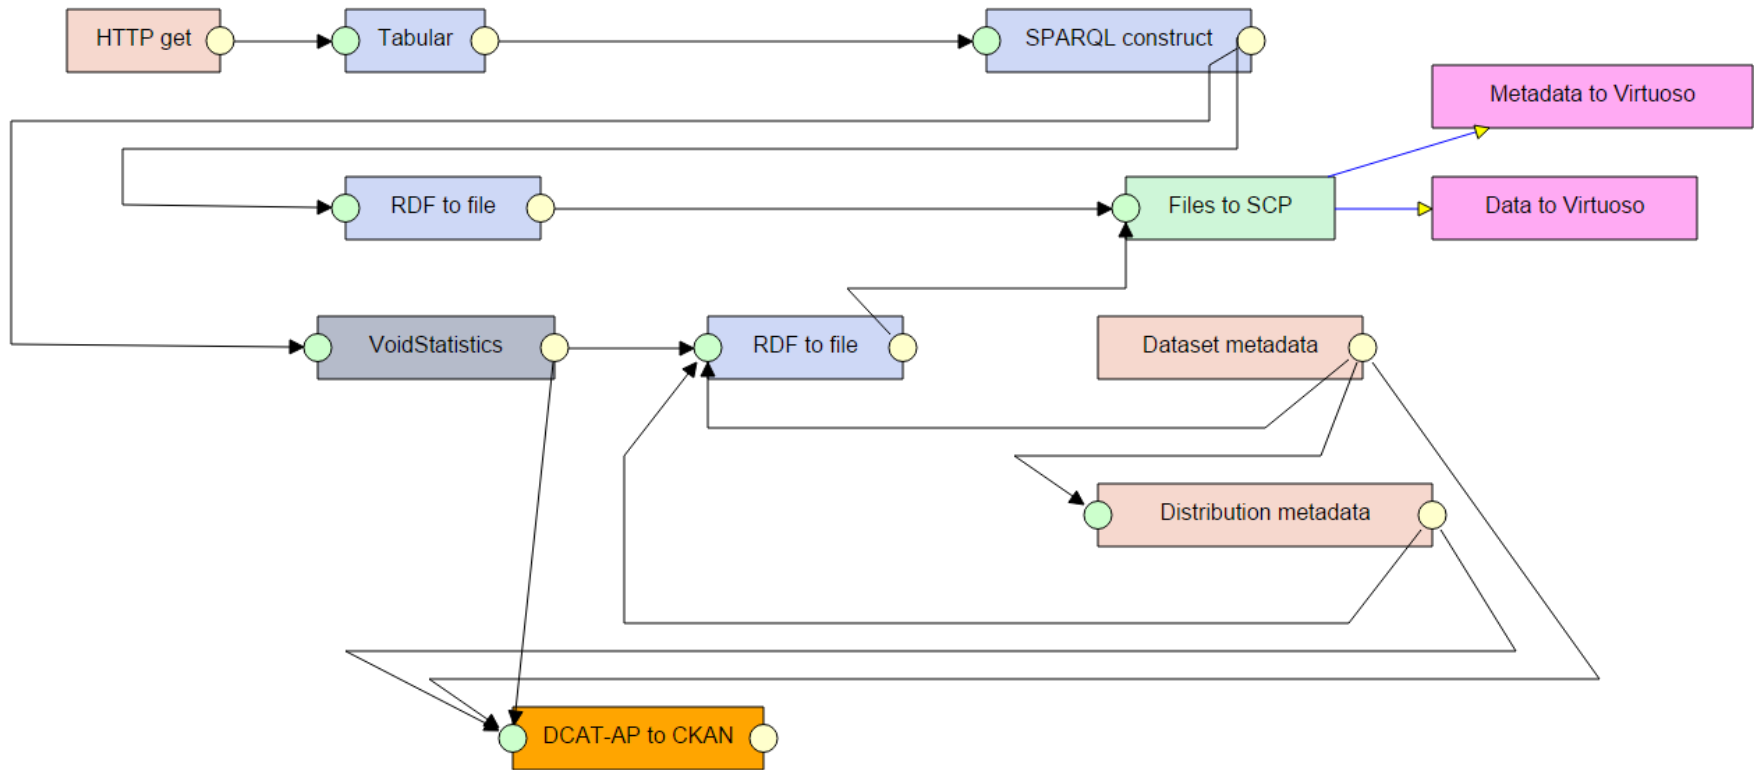 HTTP get
Tabular
SPARQL construct
Metadata to Virtuoso
RDF to file
Files to SCP
Data to Virtuoso
VoidStatistics
RDF to file
Dataset metadata
Distribution metadata
DCAT-AP to CKAN